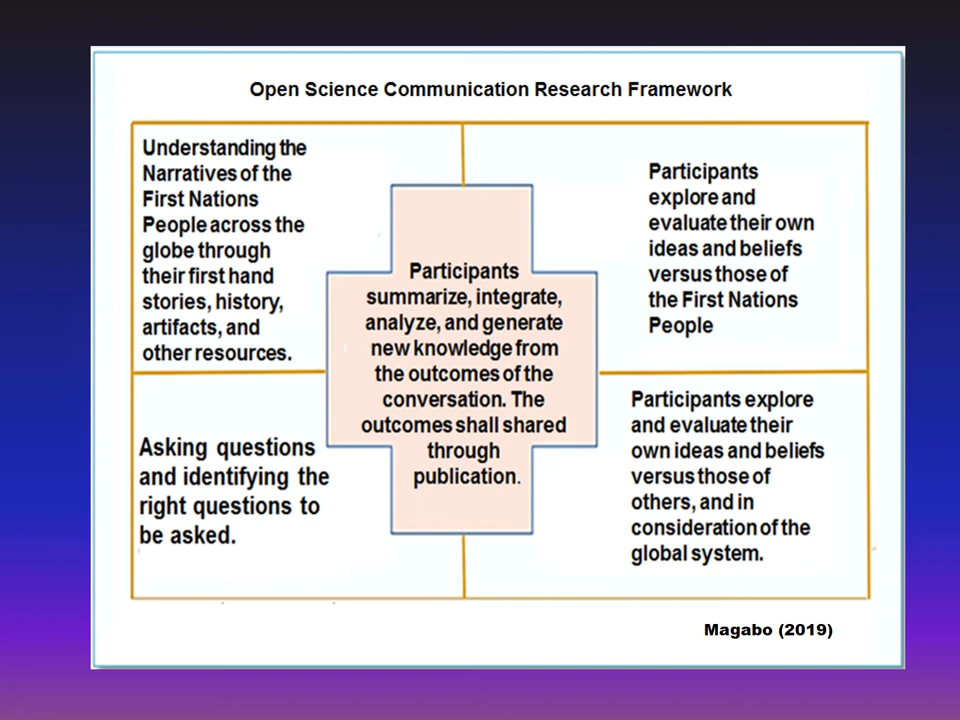 Open Science Communication Research Framework
Understanding the
Narratives of the
First Nations
People across the
globe through
their first hand
stories, history,
artifacts, and
other resources.
Participants
explore and
evaluate their own
ideas and beliefs
versus those of
the First Nations
People
Participants
summarize, integrate,
analyze, and generate
new knowledge from
the outcomes of the
conversation. The
outcomes shall shared
through
publication.
Asking questions
and identifying the
right questions to
be asked.
Participants explore
and evaluate their
own ideas and beliefs
versus those of
others, and in
consideration of the
global system.
Magabo (2019)